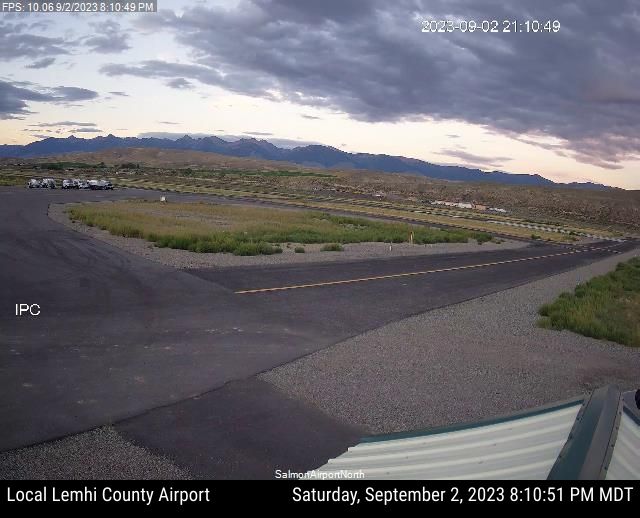 FPS: 10.06 9/2/2023 8:10:49 PM
2023-09-02 21:10:49
IPC
SalmonAirportNorth
Local Lemhi County Airport Saturday, September 2, 2023 8:10:51 PM MDT